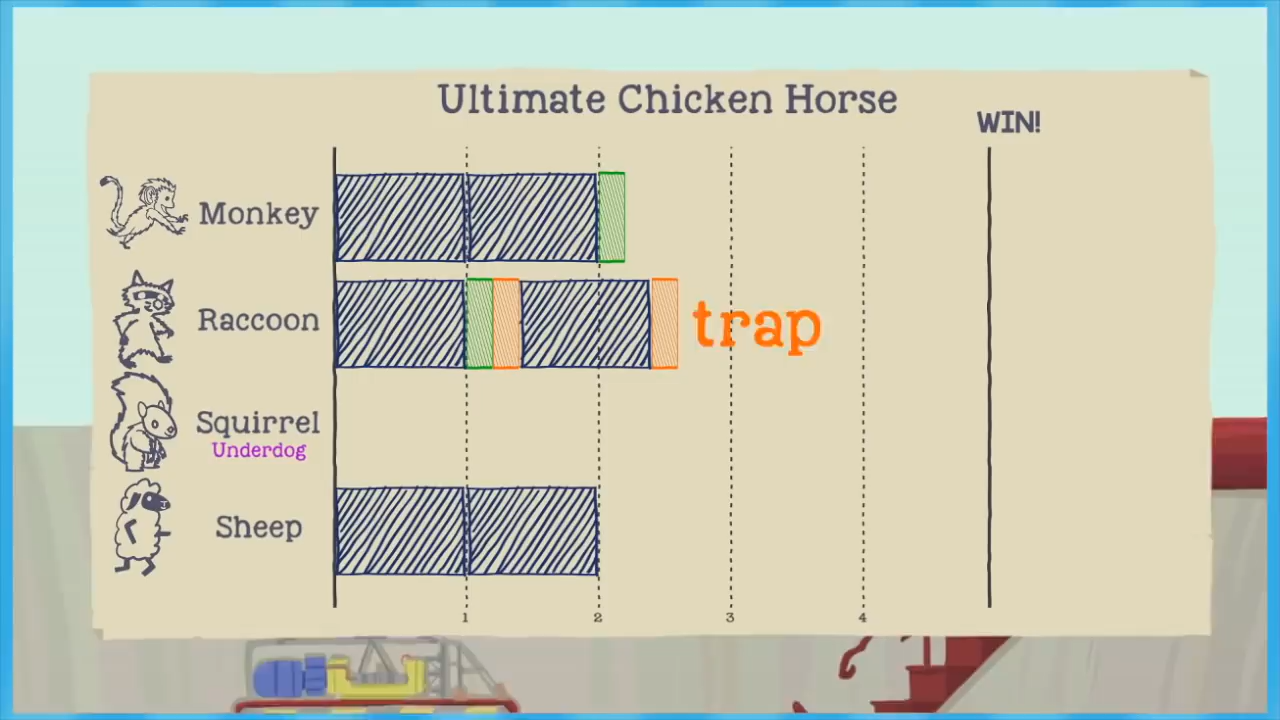 Ultimate Chicken Horse
WIN!
Monkey
Raccoon
trap
Squirrel
Underdog
Sheep
1 2 3 4